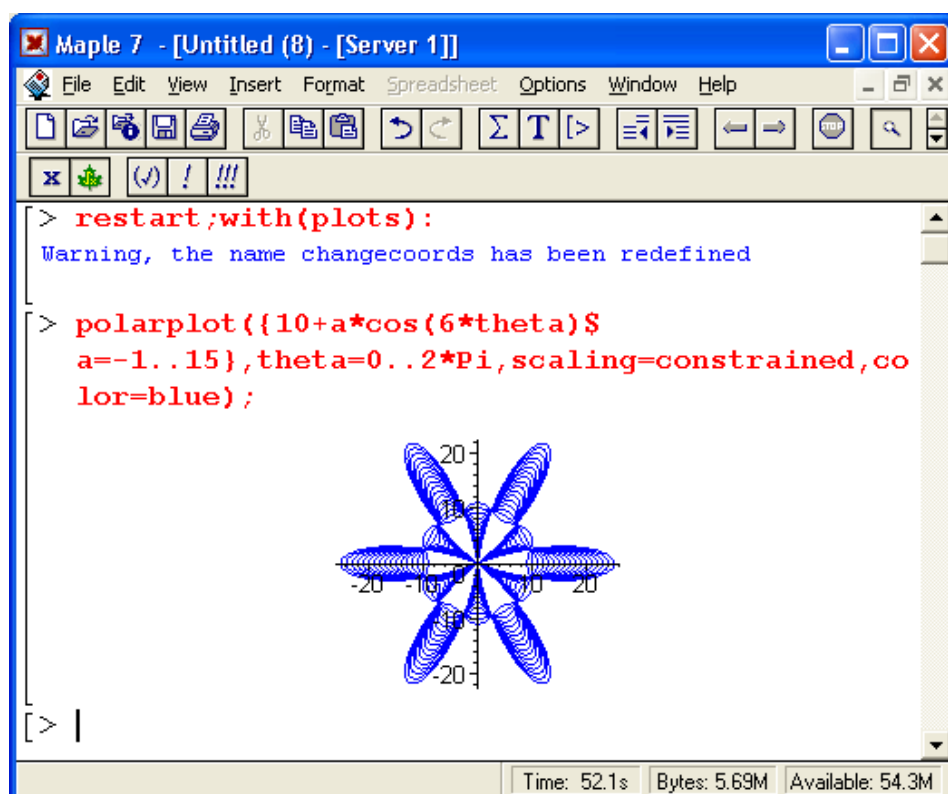 Maple 7 - [Untitled (8) - [Server 1]]
File Edit View Insert Format Spreadsheet Options Window Help
Σ T [>
STOP
x (√) ! !!!
[> restart;with(plots):
Warning, the name changecoords has been redefined
[> polarplot({10+a*cos(6*theta)$
a=-1..15},theta=0..2*Pi,scaling=constrained,co
lor=blue);
20
10
-20 -10 0 10 20
-10
-20
[>
Time: 52.1s Bytes: 5.69M Available: 54.3M